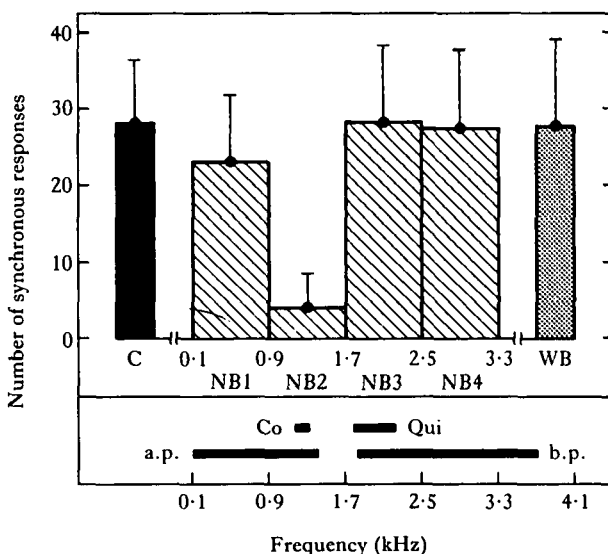 Number of synchronous responses
40
30
20
10
0
C 0·1 0·9 1·7 2·5 3·3 WB
NB1 NB2 NB3 NB4
Co Qui
a.p. b.p.
0·1 0·9 1·7 2·5 3·3 4·1
Frequency (kHz)